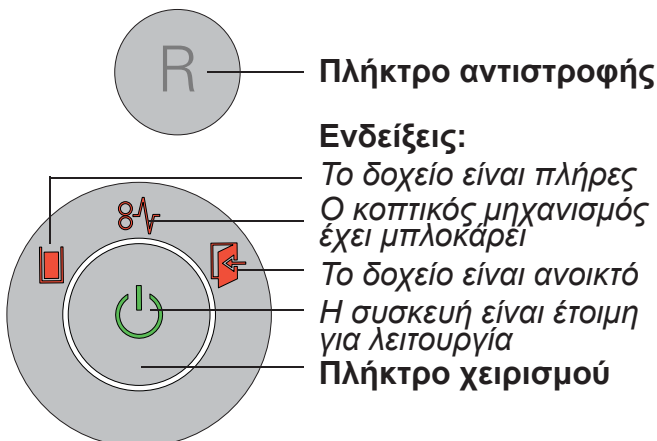 R
Πλήκτρο αντιστροφής
Ενδείξεις:
Το δοχείο είναι πλήρες
Ο κοπτικός μηχανισμός
έχει μπλοκάρει
Το δοχείο είναι ανοικτό
Η συσκευή είναι έτοιμη
για λειτουργία
Πλήκτρο χειρισμού